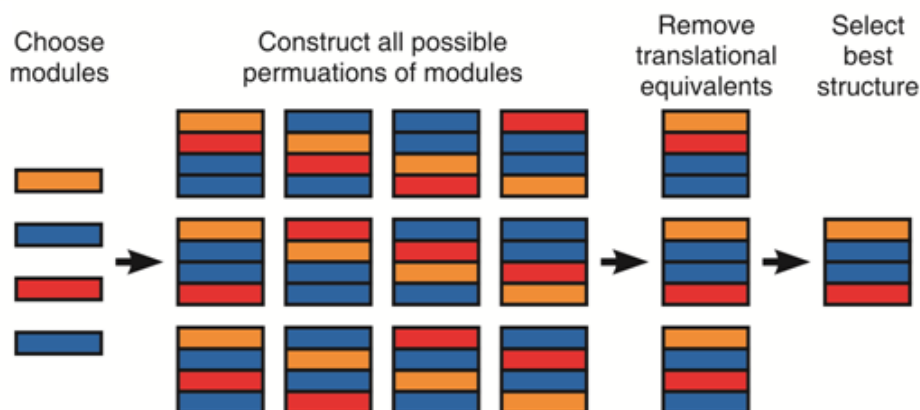 Choose
modules
Construct all possible
permuations of modules
Remove
translational
equivalents
Select
best
structure